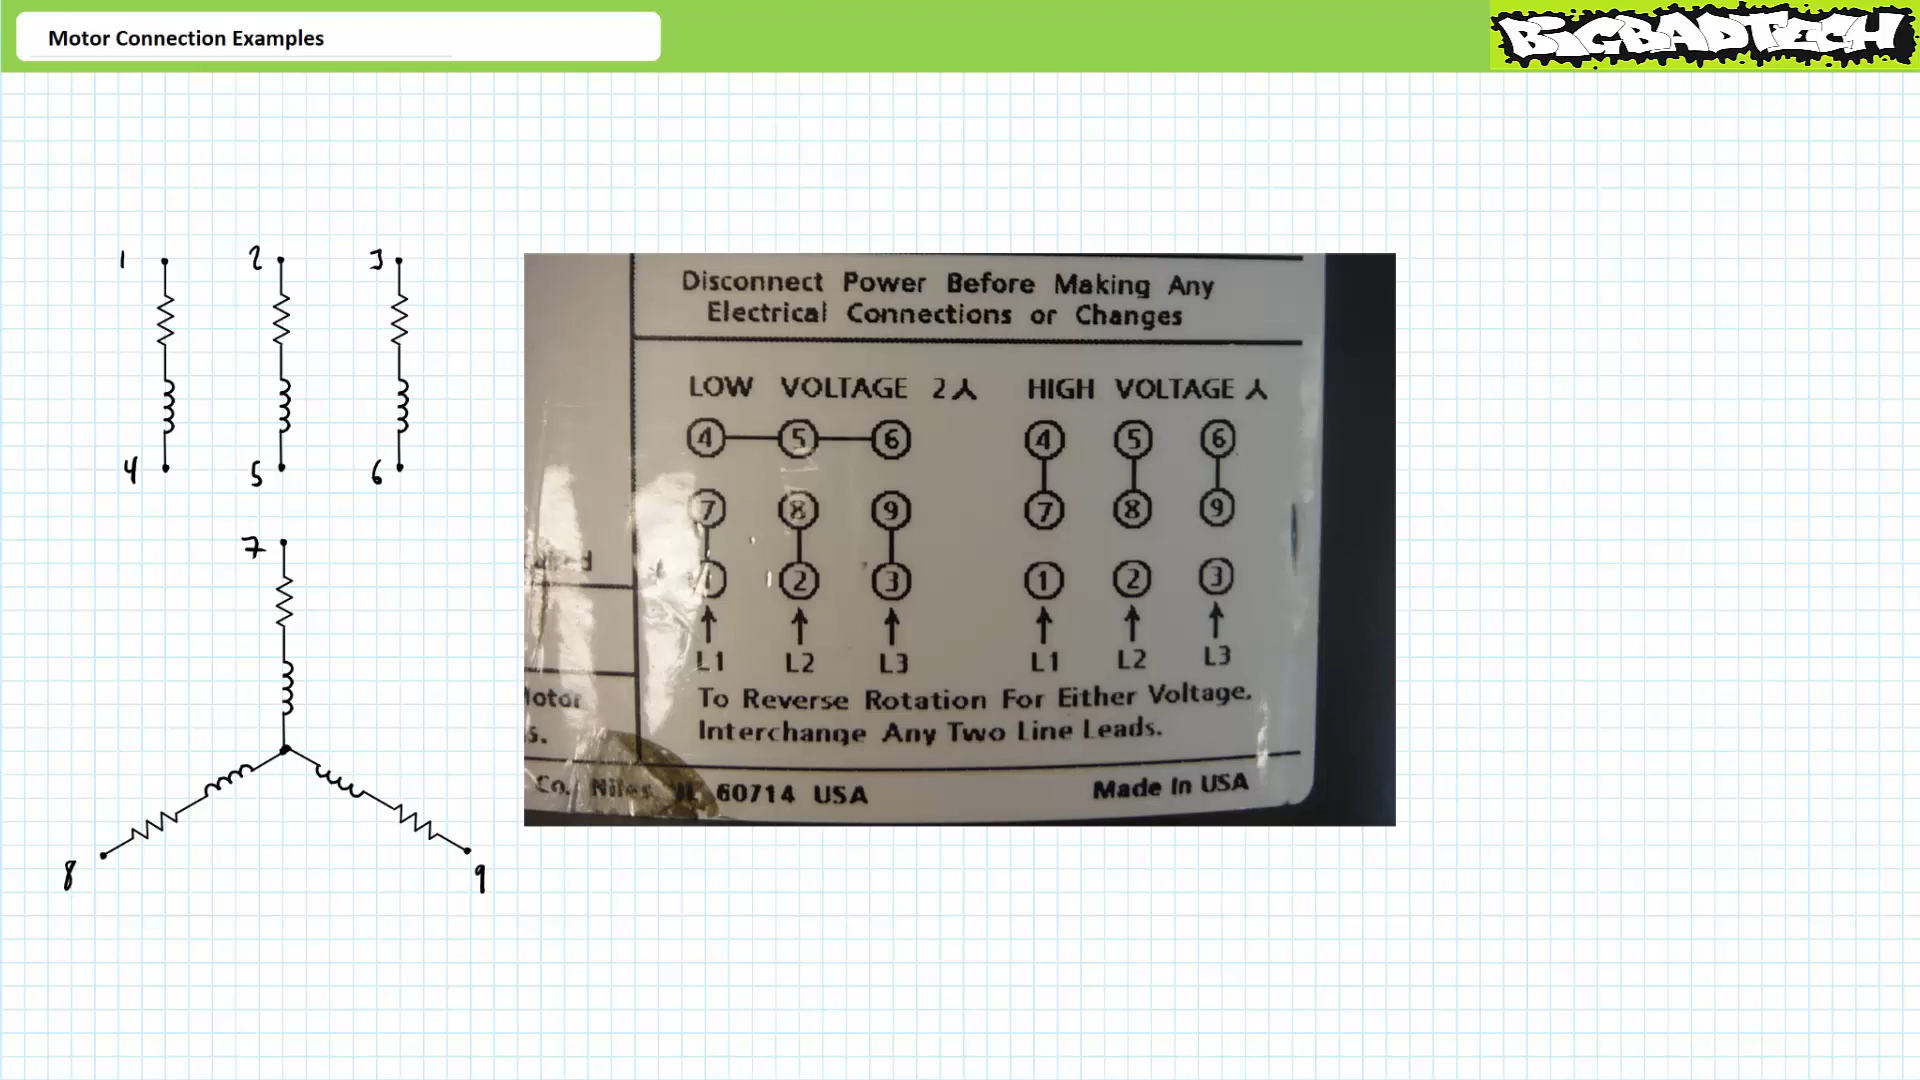 Motor Connection Examples
BIGBADTECH
1 2 3
4 5 6
7
8 9
Disconnect Power Before Making Any
Electrical Connections or Changes
LOW VOLTAGE 2⅄ HIGH VOLTAGE ⅄
4 5 6 4 5 6
7 8 9 7 8 9
1 2 3 1 2 3
L1 L2 L3 L1 L2 L3
To Reverse Rotation For Either Voltage.
Interchange Any Two Line Leads.
Motor
s.
Co. Niles 60714 USA Made In USA